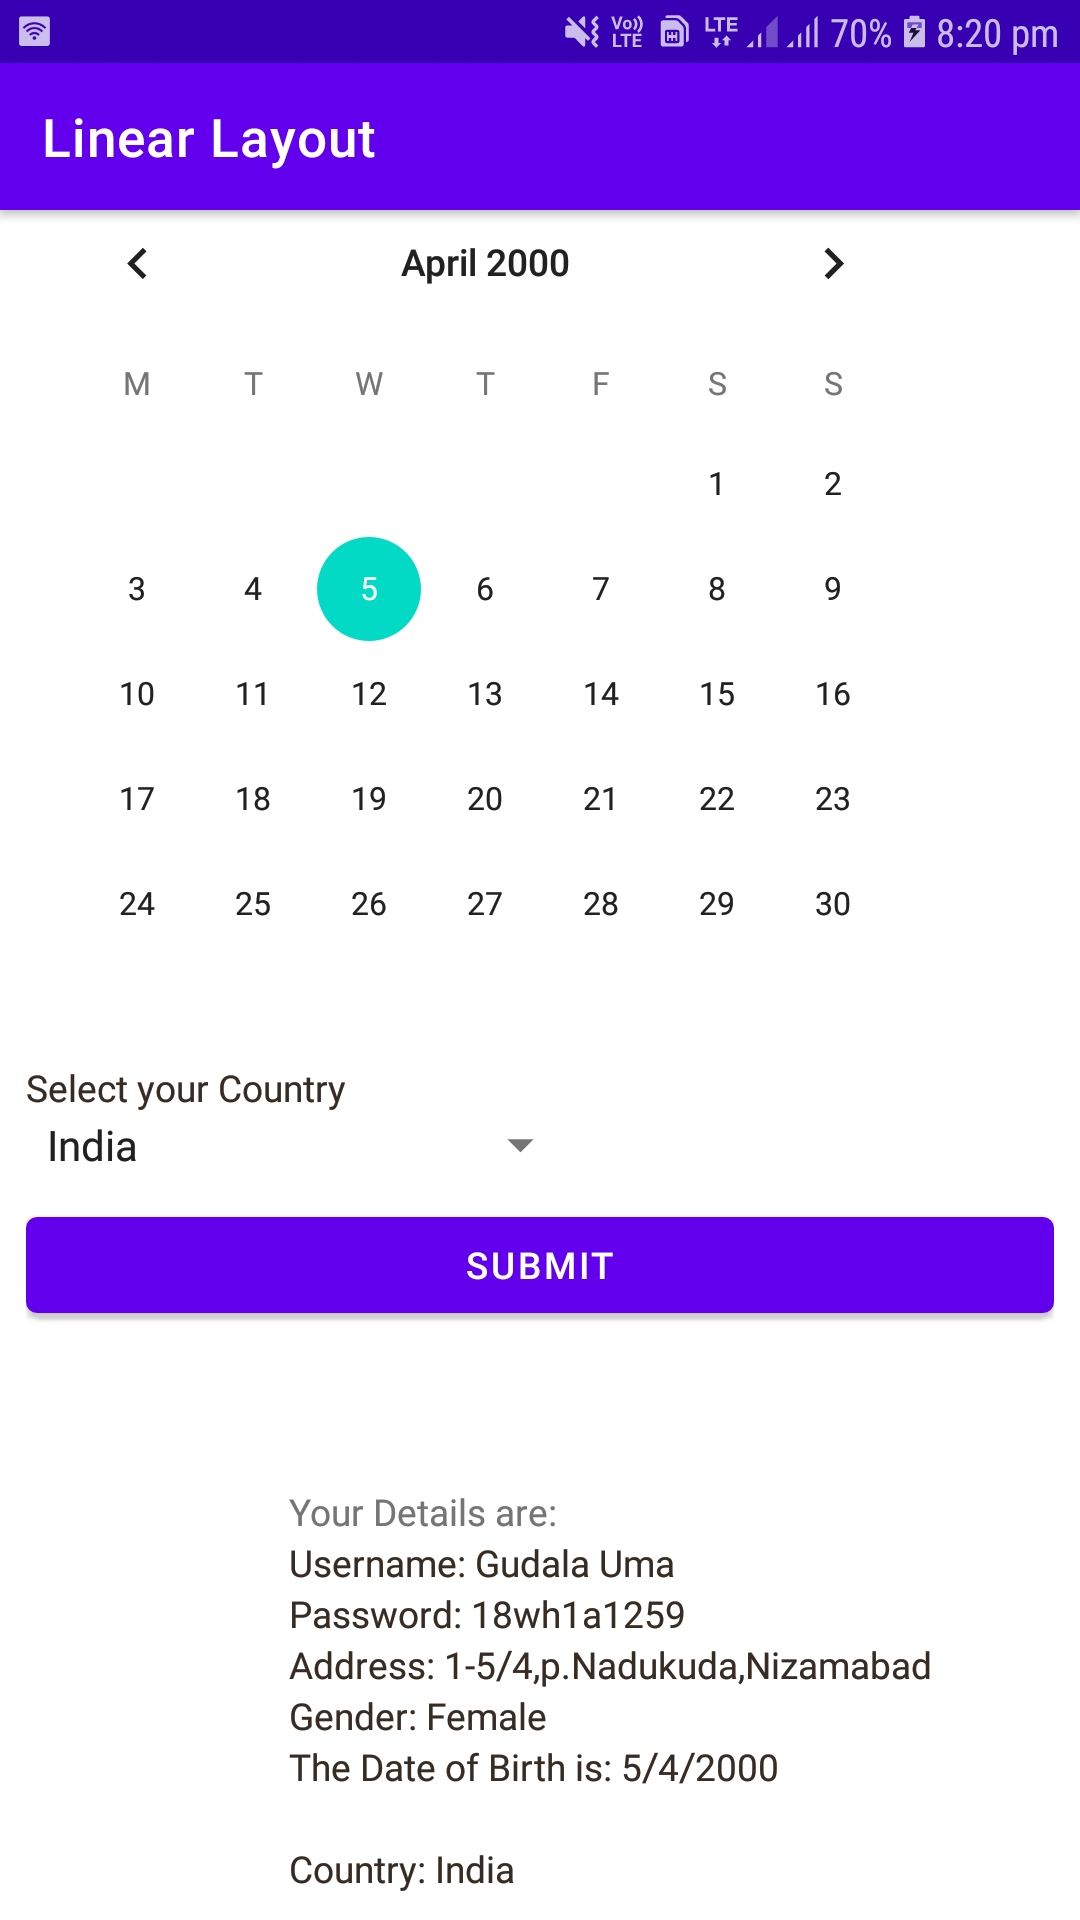 Vo)) LTE LTE 70% 8:20 pm
Linear Layout
April 2000
M T W T F S S
1 2
3 4 5 6 7 8 9
10 11 12 13 14 15 16
17 18 19 20 21 22 23
24 25 26 27 28 29 30
Select your Country
India
SUBMIT
Your Details are:
Username: Gudala Uma
Password: 18wh1a1259
Address: 1-5/4,p.Nadukuda,Nizamabad
Gender: Female
The Date of Birth is: 5/4/2000
Country: India